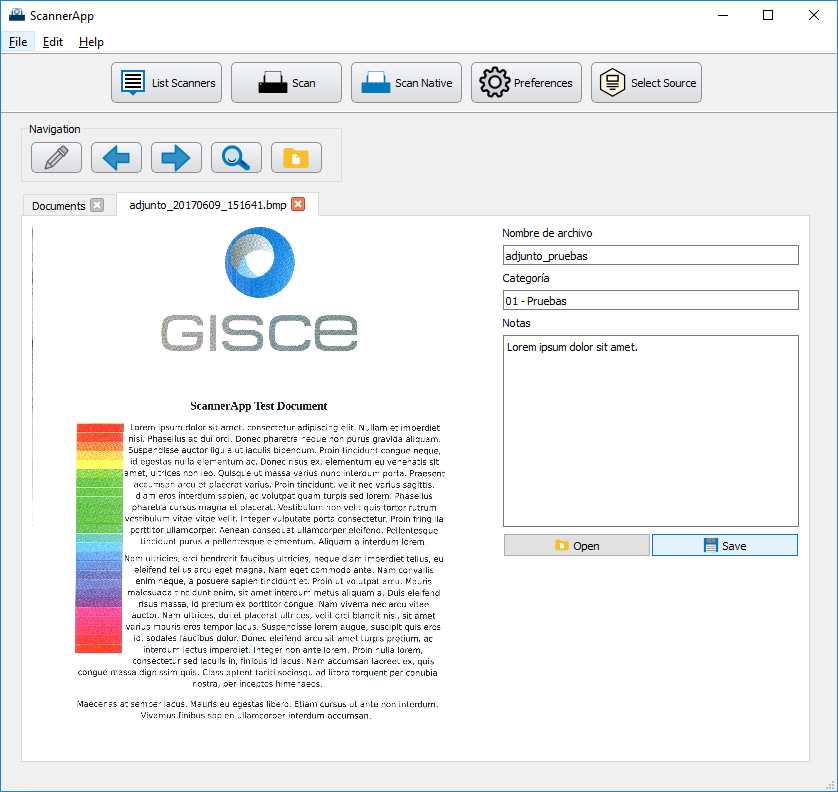 ScannerApp
File Edit Help
List Scanners Scan Scan Native Preferences Select Source
Navigation
Documents adjunto_20170609_151641.bmp
GISCE
ScannerApp Test Document
Lorem ipsum dolor sit amet, consectetur adipiscing elit. Nullam et imperdiet
nisi. Phasellus ac dui orci. Donec pharetra neque non purus gravida aliquam.
Suspendisse auctor ligula ut iaculis bibendum. Proin tincidunt congue neque,
id egestas nulla elementum ac. Donec risus ex, elementum eu venenatis sit
amet, ultrices non leo. Quisque ut massa varius nunc interdum porta. Praesent
accumsan arcu et placerat varius. Proin tincidunt, velit nec varius sagittis,
diam eros interdum sapien, ac volutpat quam turpis sed lorem. Phasellus
pharetra cursus magna et placerat. Vestibulum non velit quis tortor rutrum
vestibulum vitae vitae velit. Integer vulputate porta consectetur. Proin fringilla
porttitor ullamcorper. Aenean consequat ullamcorper eleifend. Pellentesque
tincidunt purus a pellentesque elementum. Aliquam a interdum lorem.
Nam ultricies, orci hendrerit faucibus ultricies, neque diam imperdiet tellus, eu
eleifend tellus arcu eget magna. Nam eget commodo ante. Nam convallis
enim neque, a posuere sapien tincidunt et. Proin ut volutpat arcu. Mauris
malesuada tincidunt enim, sit amet interdum metus aliquam a. Duis eleifend
risus massa, id pretium ex porttitor congue. Nam viverra nec arcu vitae
auctor. Nam ultrices, dui et placerat ultrices, velit orci blandit nisi, sit amet
varius mauris eros tempor lacus. Suspendisse lorem augue, suscipit quis eros
id, sodales faucibus dolor. Donec eleifend arcu sit amet turpis pretium, ac
interdum lectus imperdiet. Integer non ante lorem. Proin nulla lorem,
consectetur sed iaculis in, finibus id lacus. Nam accumsan laoreet ex, quis
congue massa dignissim quis. Class aptent taciti sociosqu ad litora torquent per conubia
nostra, per inceptos himenaeos.
Maecenas at semper lacus. Mauris eu egestas libero. Etiam cursus ut ante non interdum.
Vivamus finibus sapien ullamcorper interdum accumsan.
Nombre de archivo
adjunto_pruebas
Categoría
01 - Pruebas
Notas
Lorem ipsum dolor sit amet.
Open Save